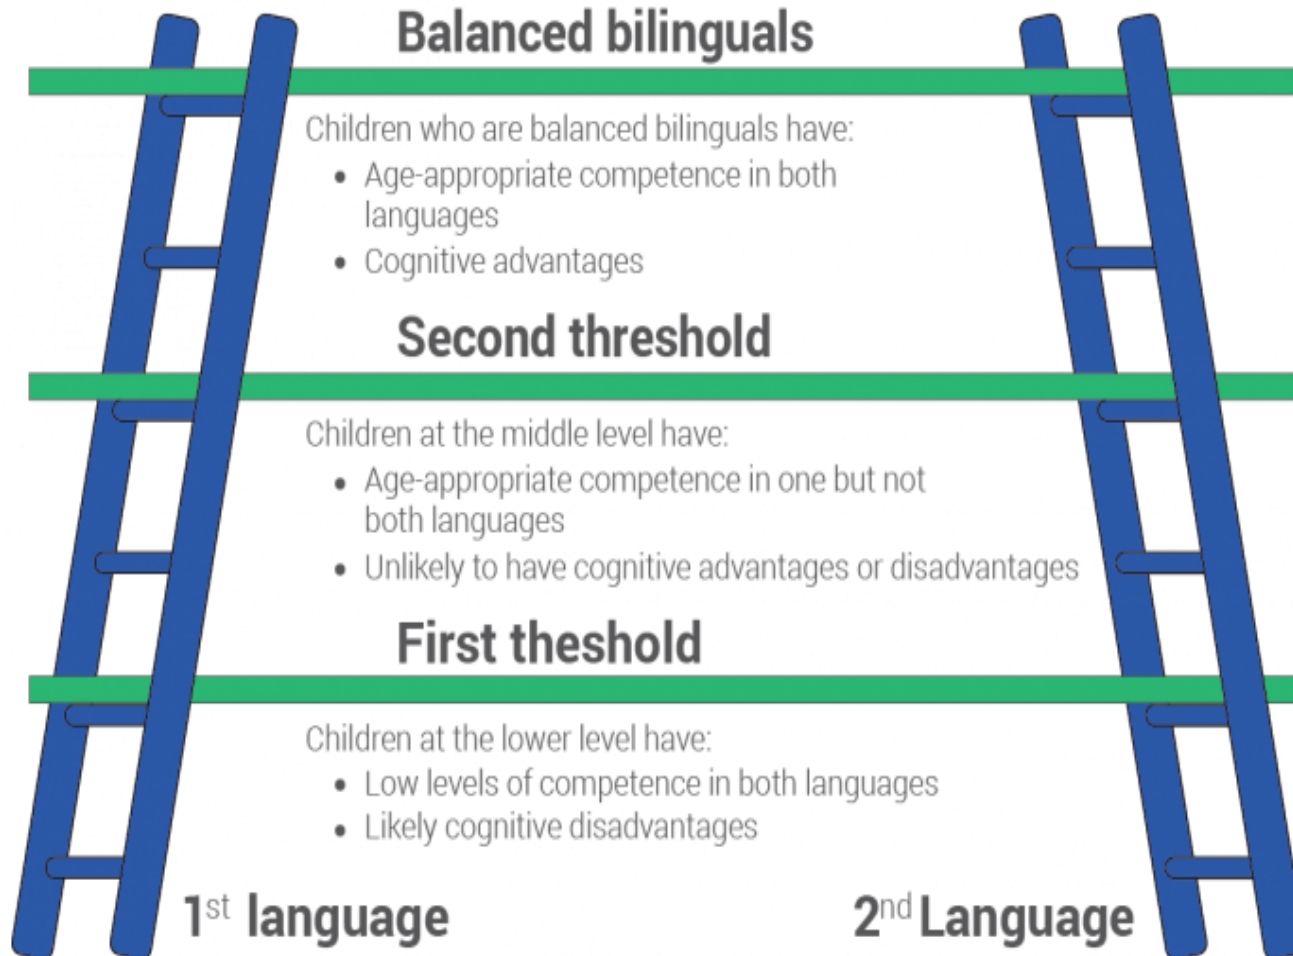 Balanced bilinguals
Children who are balanced bilinguals have:
• Age-appropriate competence in both
languages
• Cognitive advantages
Second threshold
Children at the middle level have:
• Age-appropriate competence in one but not
both languages
• Unlikely to have cognitive advantages or disadvantages
First theshold
Children at the lower level have:
• Low levels of competence in both languages
• Likely cognitive disadvantages
1st language
2nd Language